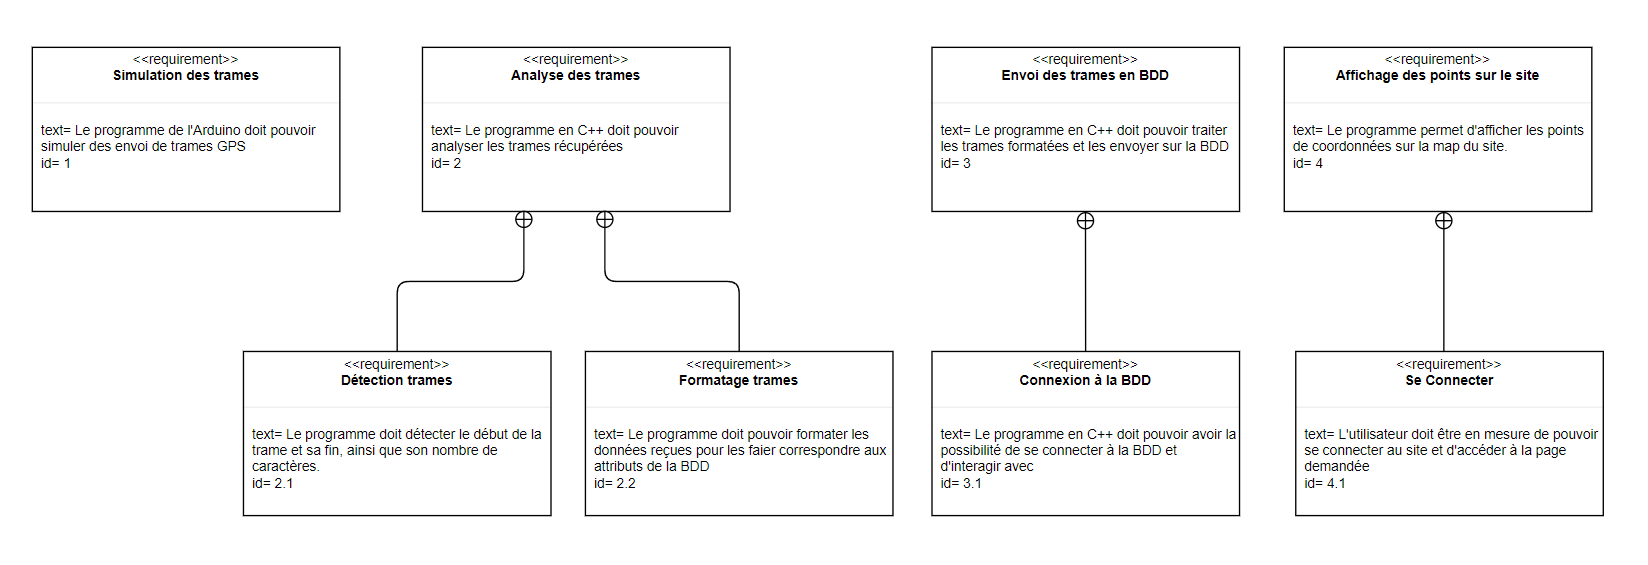 <<requirement>>
Simulation des trames
text= Le programme de l'Arduino doit pouvoir
simuler des envoi de trames GPS
id= 1
<<requirement>>
Analyse des trames
text= Le programme en C++ doit pouvoir
analyser les trames récupérées
id= 2
<<requirement>>
Envoi des trames en BDD
text= Le programme en C++ doit pouvoir traiter
les trames formatées et les envoyer sur la BDD
id= 3
<<requirement>>
Affichage des points sur le site
text= Le programme permet d'afficher les points
de coordonnées sur la map du site.
id= 4
<<requirement>>
Détection trames
text= Le programme doit détecter le début de la
trame et sa fin, ainsi que son nombre de
caractères.
id= 2.1
<<requirement>>
Formatage trames
text= Le programme doit pouvoir formater les
données reçues pour les faier correspondre aux
attributs de la BDD
id= 2.2
<<requirement>>
Connexion à la BDD
text= Le programme en C++ doit pouvoir avoir la
possibilité de se connecter à la BDD et
d'interagir avec
id= 3.1
<<requirement>>
Se Connecter
text= L'utilisateur doit être en mesure de pouvoir
se connecter au site et d'accéder à la page
demandée
id= 4.1